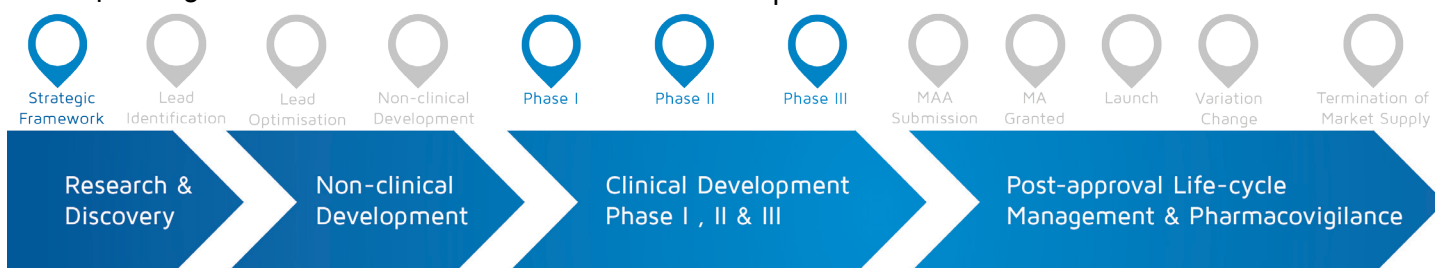 Strategic
Framework
Lead
Identification
Lead
Optimisation
Non-clinical
Development
Phase I
Phase II
Phase III
MAA
Submission
MA
Granted
Launch
Variation
Change
Termination of
Market Supply
Research &
Discovery
Non-clinical
Development
Clinical Development
Phase I , II & III
Post-approval Life-cycle
Management & Pharmacovigilance